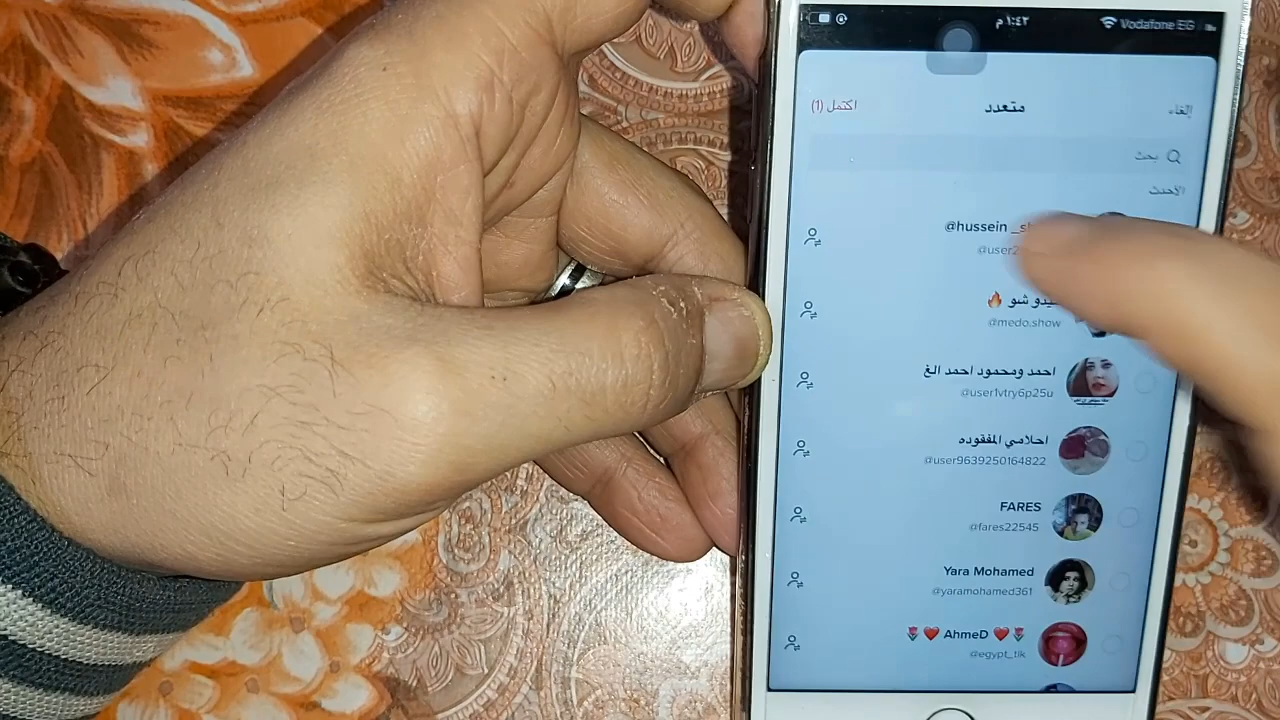 ١:٤٢ م Vodafone EG
إلغاء متعدد اكتمل (1)
بحث
الأحدث
@hussein
شو 🔥
@medo.show
احمد ومحمود احمد الغ
@user1vtry6p25u
احلامي المفقوده
@user9639250164822
FARES
@fares22545
Yara Mohamed
@yaramohamed361
🌹 ❤️ AhmeD ❤️ 🌹
@egypt_tik